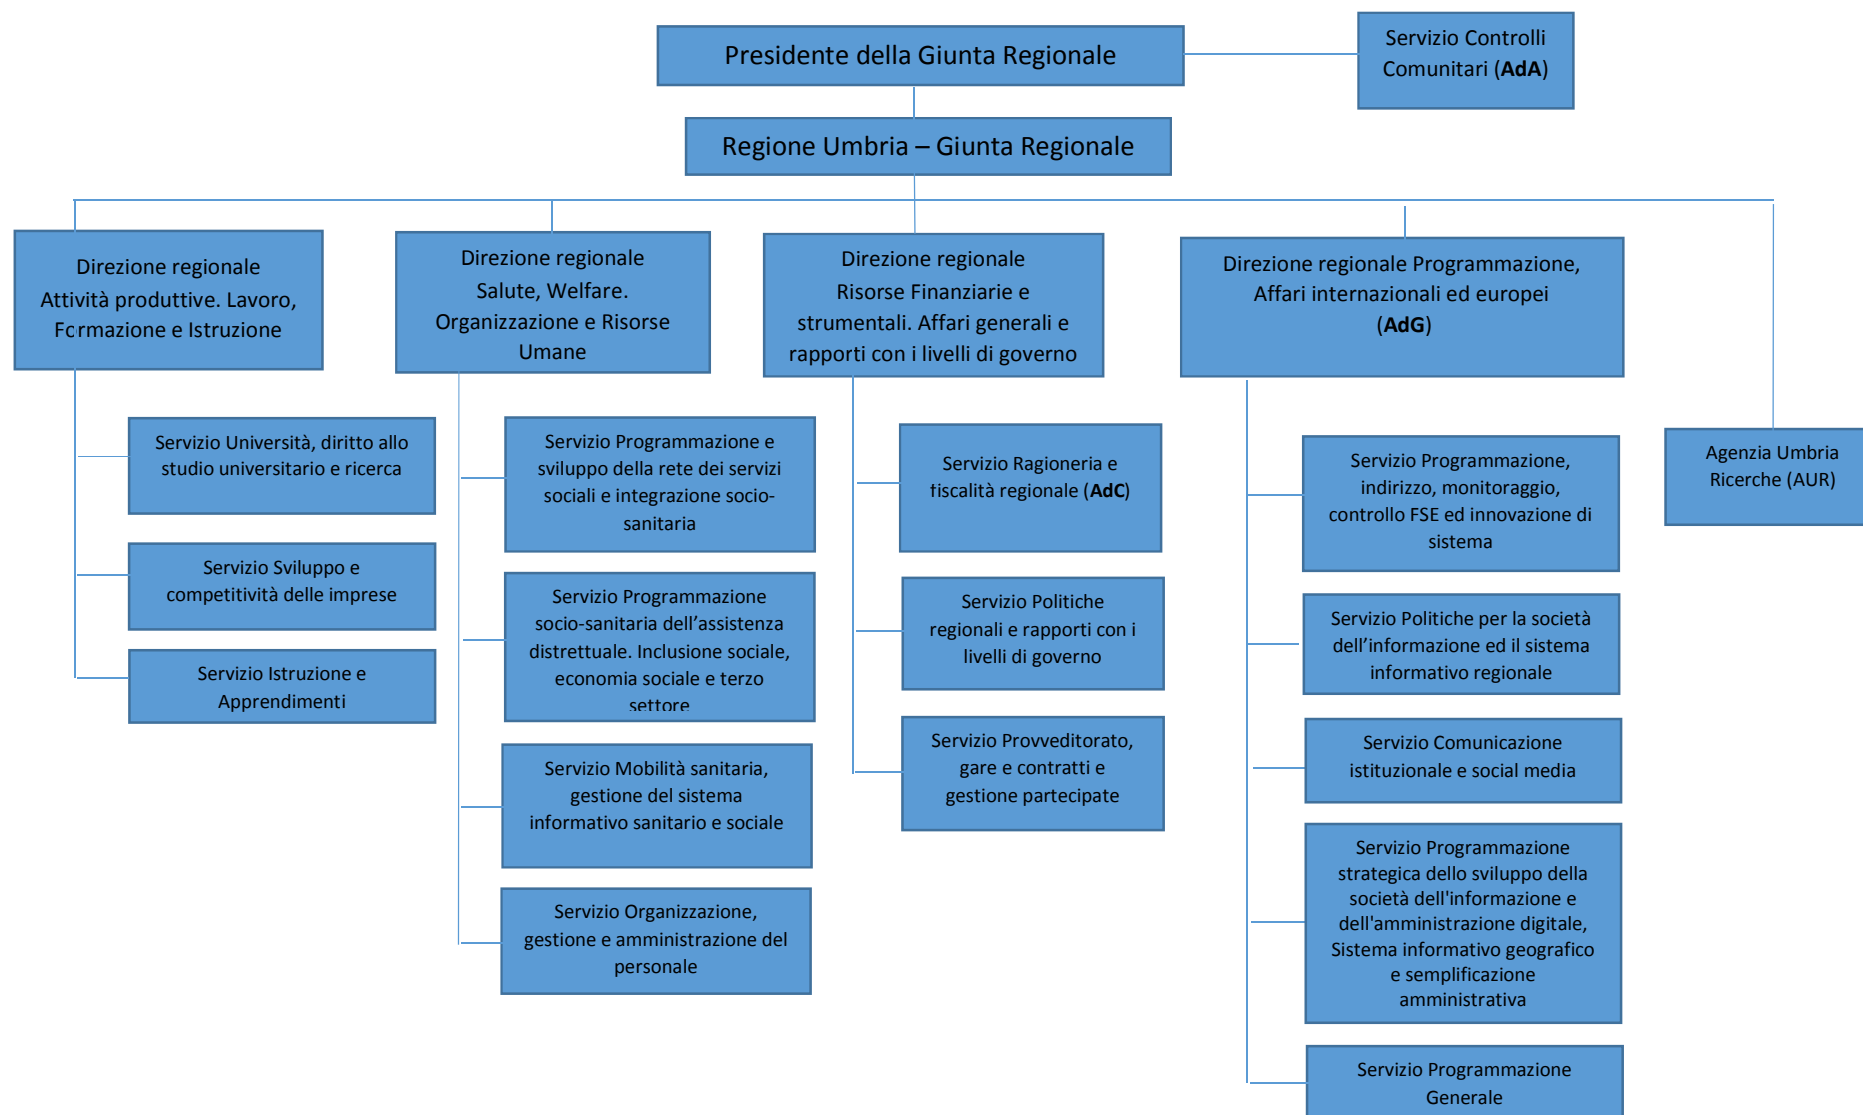 Presidente della Giunta Regionale
Servizio Controlli
Comunitari (AdA)
Regione Umbria – Giunta Regionale
Direzione regionale
Attività produttive. Lavoro,
Formazione e Istruzione
Direzione regionale
Salute, Welfare.
Organizzazione e Risorse
Umane
Direzione regionale
Risorse Finanziarie e
strumentali. Affari generali e
rapporti con i livelli di governo
Direzione regionale Programmazione,
Affari internazionali ed europei
(AdG)
Servizio Università, diritto allo
studio universitario e ricerca
Servizio Sviluppo e
competitività delle imprese
Servizio Istruzione e
Apprendimenti
Servizio Programmazione e
sviluppo della rete dei servizi
sociali e integrazione socio-
sanitaria
Servizio Programmazione
socio-sanitaria dell’assistenza
distrettuale. Inclusione sociale,
economia sociale e terzo
settore
Servizio Mobilità sanitaria,
gestione del sistema
informativo sanitario e sociale
Servizio Organizzazione,
gestione e amministrazione del
personale
Servizio Ragioneria e
fiscalità regionale (AdC)
Servizio Politiche
regionali e rapporti con i
livelli di governo
Servizio Provveditorato,
gare e contratti e
gestione partecipate
Servizio Programmazione,
indirizzo, monitoraggio,
controllo FSE ed innovazione di
sistema
Servizio Politiche per la società
dell’informazione ed il sistema
informativo regionale
Servizio Comunicazione
istituzionale e social media
Servizio Programmazione
strategica dello sviluppo della
società dell'informazione e
dell'amministrazione digitale,
Sistema informativo geografico
e semplificazione
amministrativa
Servizio Programmazione
Generale
Agenzia Umbria
Ricerche (AUR)